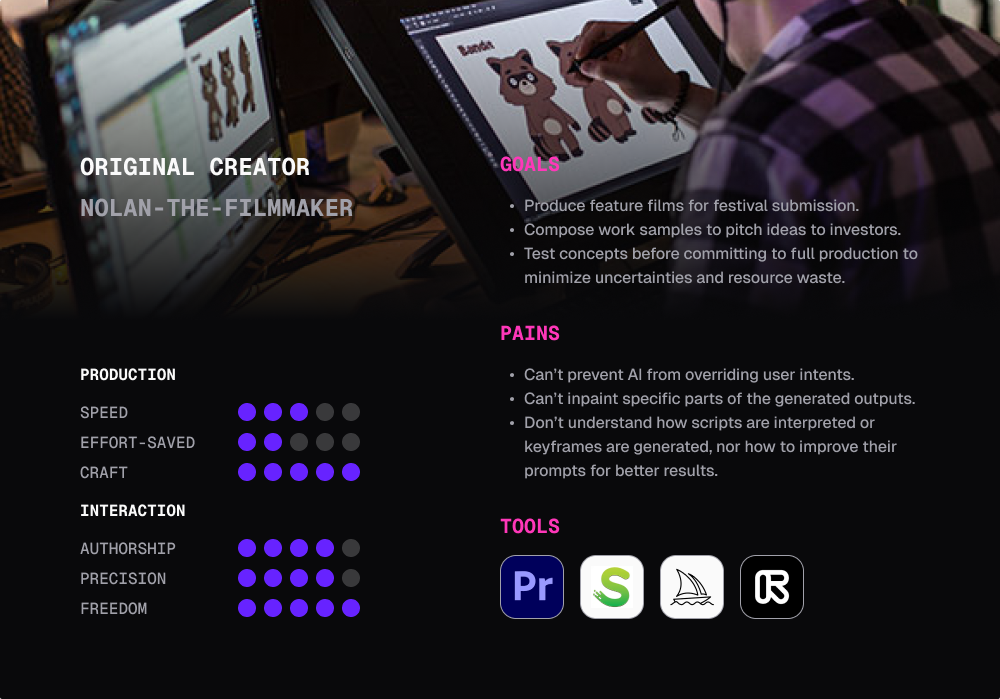 Bandit
ORIGINAL CREATOR
NOLAN-THE-FILMMAKER
PRODUCTION
SPEED
EFFORT-SAVED
CRAFT
INTERACTION
AUTHORSHIP
PRECISION
FREEDOM
GOALS
• Produce feature films for festival submission.
• Compose work samples to pitch ideas to investors.
• Test concepts before committing to full production to
minimize uncertainties and resource waste.
PAINS
• Can’t prevent AI from overriding user intents.
• Can’t inpaint specific parts of the generated outputs.
• Don’t understand how scripts are interpreted or
keyframes are generated, nor how to improve their
prompts for better results.
TOOLS
Pr
S
R